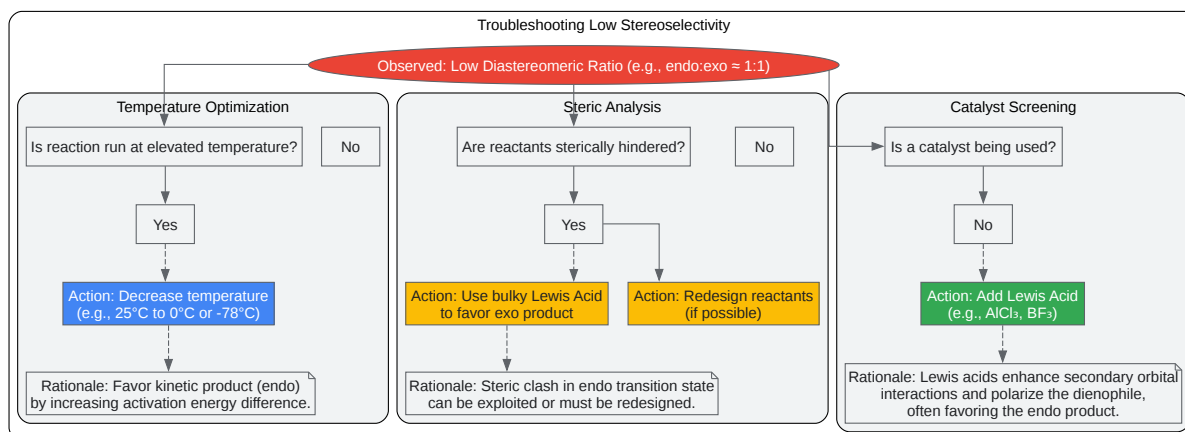 Troubleshooting Low Stereoselectivity
Observed: Low Diastereomeric Ratio (e.g., endo:exo ≈ 1:1)
Temperature Optimization
Is reaction run at elevated temperature?
No
Yes
Action: Decrease temperature
(e.g., 25°C to 0°C or -78°C)
Rationale: Favor kinetic product (endo)
by increasing activation energy difference.
Steric Analysis
Are reactants sterically hindered?
No
Yes
Action: Use bulky Lewis Acid
to favor exo product
Action: Redesign reactants
(if possible)
Rationale: Steric clash in endo transition state
can be exploited or must be redesigned.
Catalyst Screening
Is a catalyst being used?
No
Action: Add Lewis Acid
(e.g., AlCl₃, BF₃)
Rationale: Lewis acids enhance secondary orbital
interactions and polarize the dienophile,
often favoring the endo product.